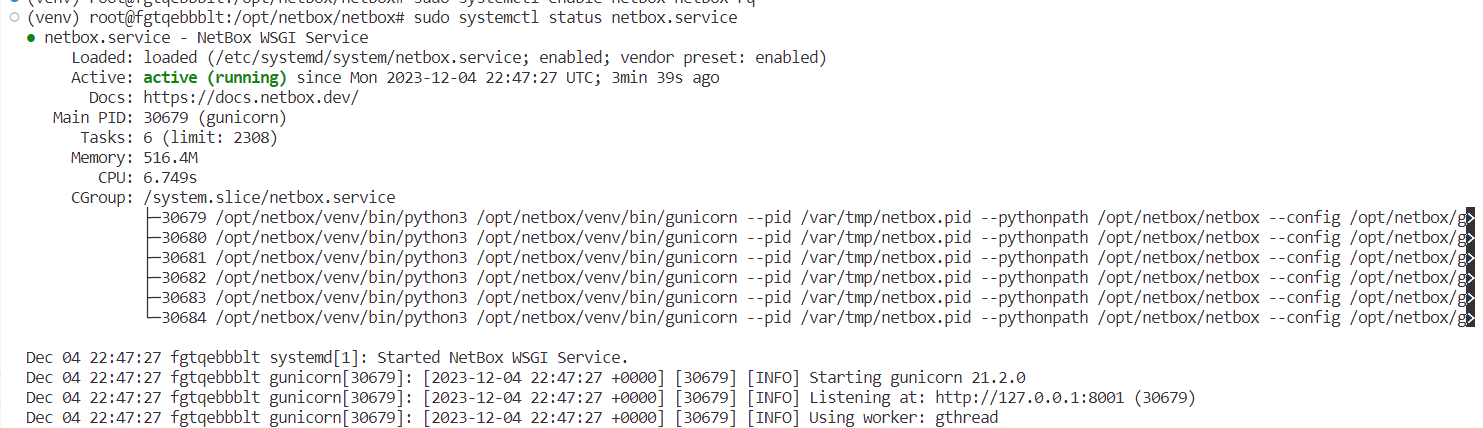 (venv) root@fgtqebbblt:/opt/netbox/netbox# sudo systemctl enable netbox netbox-rq
(venv) root@fgtqebbblt:/opt/netbox/netbox# sudo systemctl status netbox.service
● netbox.service - NetBox WSGI Service
Loaded: loaded (/etc/systemd/system/netbox.service; enabled; vendor preset: enabled)
Active: active (running) since Mon 2023-12-04 22:47:27 UTC; 3min 39s ago
Docs: https://docs.netbox.dev/
Main PID: 30679 (gunicorn)
Tasks: 6 (limit: 2308)
Memory: 516.4M
CPU: 6.749s
CGroup: /system.slice/netbox.service
├─30679 /opt/netbox/venv/bin/python3 /opt/netbox/venv/bin/gunicorn --pid /var/tmp/netbox.pid --pythonpath /opt/netbox/netbox --config /opt/netbox/g>
├─30680 /opt/netbox/venv/bin/python3 /opt/netbox/venv/bin/gunicorn --pid /var/tmp/netbox.pid --pythonpath /opt/netbox/netbox --config /opt/netbox/g>
├─30681 /opt/netbox/venv/bin/python3 /opt/netbox/venv/bin/gunicorn --pid /var/tmp/netbox.pid --pythonpath /opt/netbox/netbox --config /opt/netbox/g>
├─30682 /opt/netbox/venv/bin/python3 /opt/netbox/venv/bin/gunicorn --pid /var/tmp/netbox.pid --pythonpath /opt/netbox/netbox --config /opt/netbox/g>
├─30683 /opt/netbox/venv/bin/python3 /opt/netbox/venv/bin/gunicorn --pid /var/tmp/netbox.pid --pythonpath /opt/netbox/netbox --config /opt/netbox/g>
└─30684 /opt/netbox/venv/bin/python3 /opt/netbox/venv/bin/gunicorn --pid /var/tmp/netbox.pid --pythonpath /opt/netbox/netbox --config /opt/netbox/g>
Dec 04 22:47:27 fgtqebbblt systemd[1]: Started NetBox WSGI Service.
Dec 04 22:47:27 fgtqebbblt gunicorn[30679]: [2023-12-04 22:47:27 +0000] [30679] [INFO] Starting gunicorn 21.2.0
Dec 04 22:47:27 fgtqebbblt gunicorn[30679]: [2023-12-04 22:47:27 +0000] [30679] [INFO] Listening at: http://127.0.0.1:8001 (30679)
Dec 04 22:47:27 fgtqebbblt gunicorn[30679]: [2023-12-04 22:47:27 +0000] [30679] [INFO] Using worker: gthread